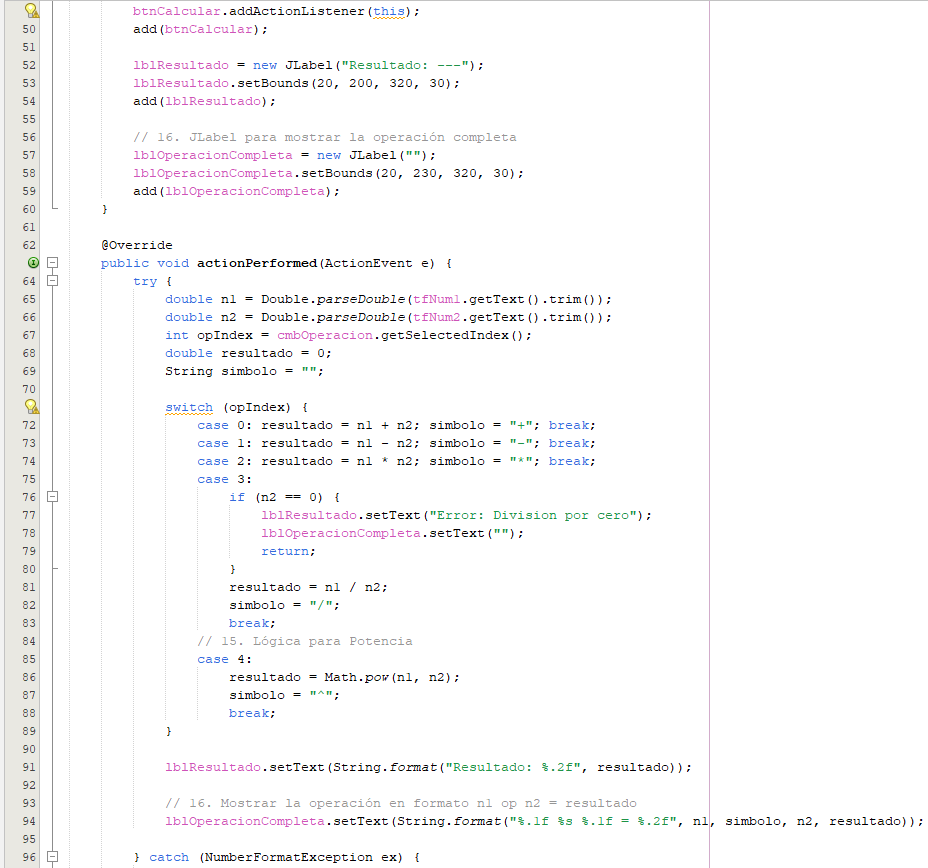 btnCalcular.addActionListener(this);
50 add(btnCalcular);
51
52 lblResultado = new JLabel("Resultado: ---");
53 lblResultado.setBounds(20, 200, 320, 30);
54 add(lblResultado);
55
56 // 16. JLabel para mostrar la operación completa
57 lblOperacionCompleta = new JLabel("");
58 lblOperacionCompleta.setBounds(20, 230, 320, 30);
59 add(lblOperacionCompleta);
60 }
61
62 @Override
public void actionPerformed(ActionEvent e) {
64 try {
65 double n1 = Double.parseDouble(tfNum1.getText().trim());
66 double n2 = Double.parseDouble(tfNum2.getText().trim());
67 int opIndex = cmbOperacion.getSelectedIndex();
68 double resultado = 0;
69 String simbolo = "";
70
switch (opIndex) {
72 case 0: resultado = n1 + n2; simbolo = "+"; break;
73 case 1: resultado = n1 - n2; simbolo = "-"; break;
74 case 2: resultado = n1 * n2; simbolo = "*"; break;
75 case 3:
76 if (n2 == 0) {
77 lblResultado.setText("Error: Division por cero");
78 lblOperacionCompleta.setText("");
79 return;
80 }
81 resultado = n1 / n2;
82 simbolo = "/";
83 break;
84 // 15. Lógica para Potencia
85 case 4:
86 resultado = Math.pow(n1, n2);
87 simbolo = "^";
88 break;
89 }
90
91 lblResultado.setText(String.format("Resultado: %.2f", resultado));
92
93 // 16. Mostrar la operación en formato n1 op n2 = resultado
94 lblOperacionCompleta.setText(String.format("%.1f %s %.1f = %.2f", n1, simbolo, n2, resultado));
95
96 } catch (NumberFormatException ex) {